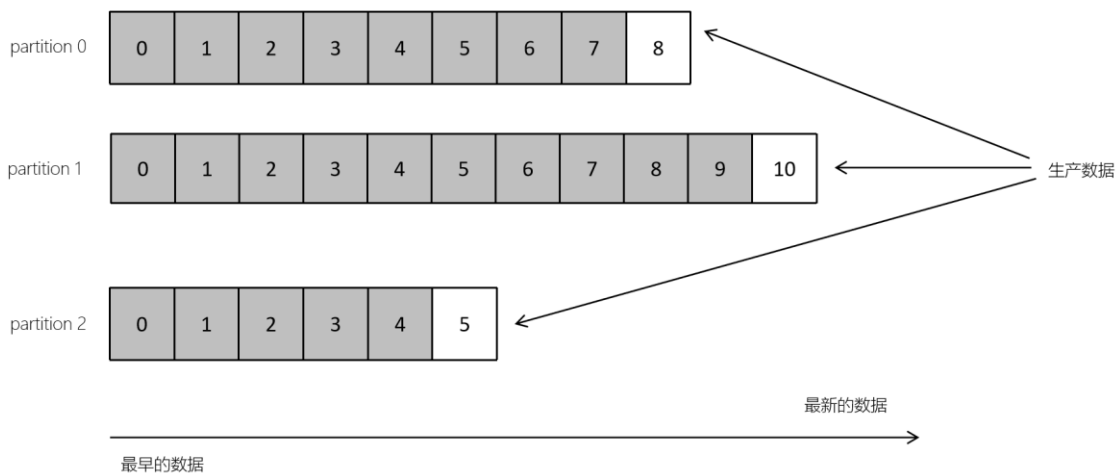 partition 0
0 1 2 3 4 5 6 7 8
partition 1
0 1 2 3 4 5 6 7 8 9 10
生产数据
partition 2
0 1 2 3 4 5
最新的数据
最早的数据